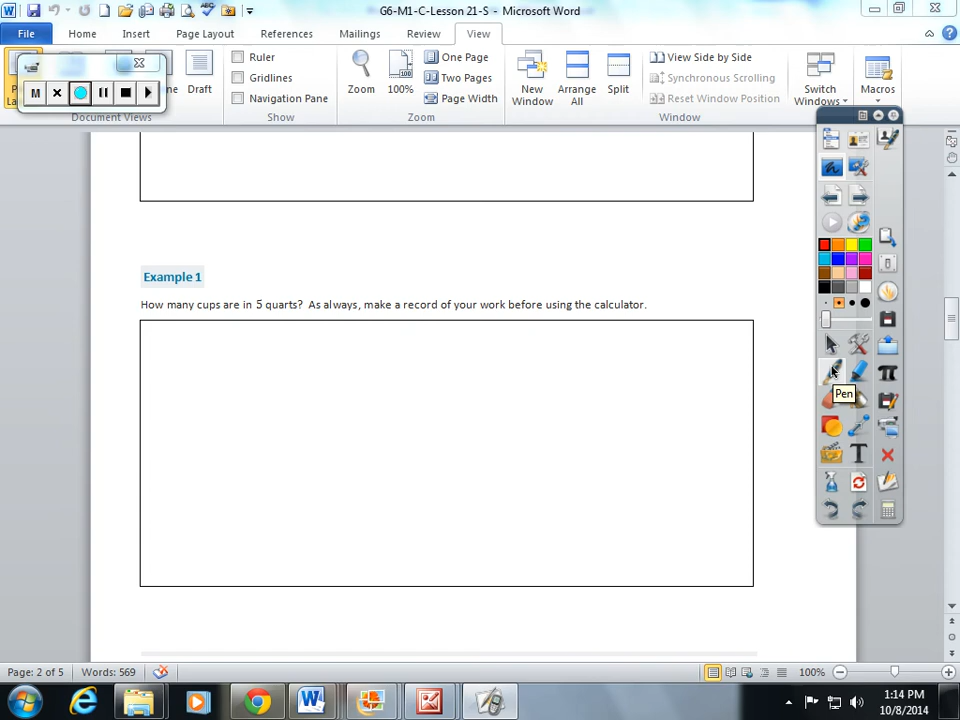 G6-M1-C-Lesson 21-S - Microsoft Word
File Home Insert Page Layout References Mailings Review View
Draft
Ruler
Gridlines
Navigation Pane
Zoom
100
100%
One Page
Two Pages
Page Width
New Window
Arrange All
Split
View Side by Side
Synchronous Scrolling
Reset Window Position
Switch Windows
Macros
Document Views Show Zoom Window Macros
M
Example 1
How many cups are in 5 quarts? As always, make a record of your work before using the calculator.
Pen
T
Page: 2 of 5 Words: 569 100%
1:14 PM
10/8/2014